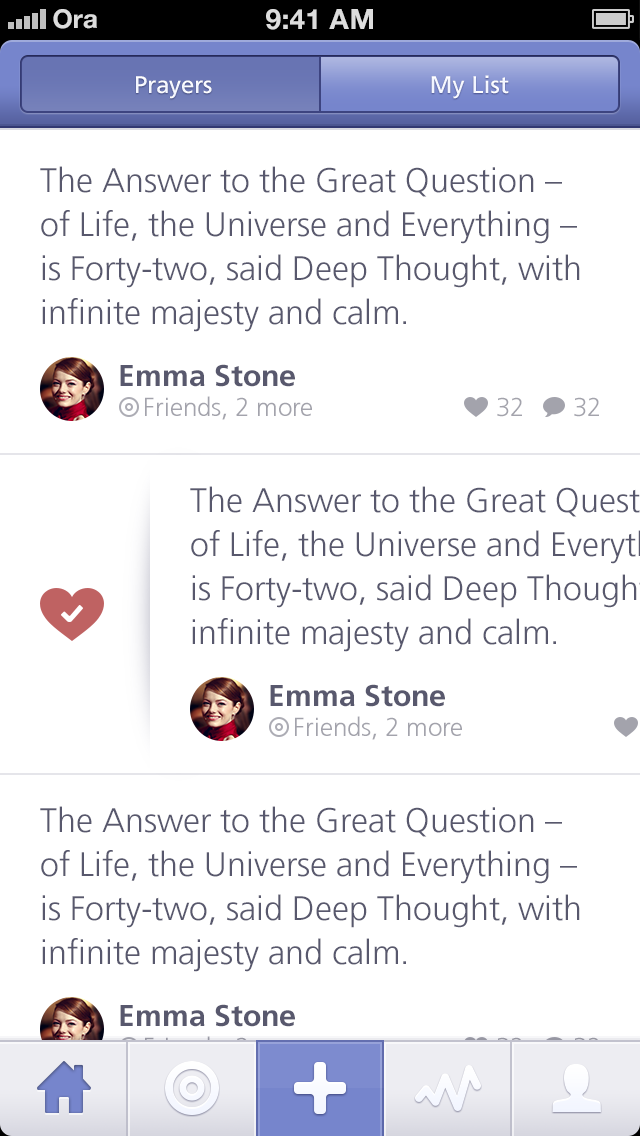 Ora 9:41 AM
Prayers My List
The Answer to the Great Question –
of Life, the Universe and Everything –
is Forty-two, said Deep Thought, with
infinite majesty and calm.
Emma Stone
Friends, 2 more 32 32
The Answer to the Great Quest
of Life, the Universe and Everyt
is Forty-two, said Deep Though
infinite majesty and calm.
Emma Stone
Friends, 2 more
The Answer to the Great Question –
of Life, the Universe and Everything –
is Forty-two, said Deep Thought, with
infinite majesty and calm.
Emma Stone